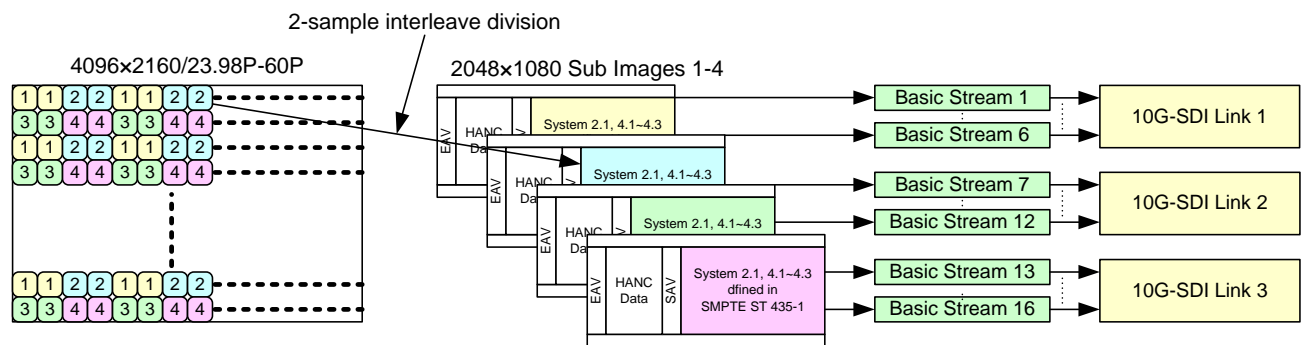 2-sample interleave division
4096×2160/23.98P-60P
2048×1080 Sub Images 1-4
1 1 2 2 1 1 2 2
3 3 4 4 3 3 4 4
1 1 2 2 1 1 2 2
3 3 4 4 3 3 4 4
1 1 2 2 1 1 2 2
3 3 4 4 3 3 4 4
EAV
HANC
System 2.1, 4.1~4.3
EAV
HANC
System 2.1, 4.1~4.3
EAV
HANC
System 2.1, 4.1~4.3
EAV
HANC
Data
SAV
System 2.1, 4.1~4.3
dfined in
SMPTE ST 435-1
Basic Stream 1
Basic Stream 6
Basic Stream 7
Basic Stream 12
Basic Stream 13
Basic Stream 16
10G-SDI Link 1
10G-SDI Link 2
10G-SDI Link 3